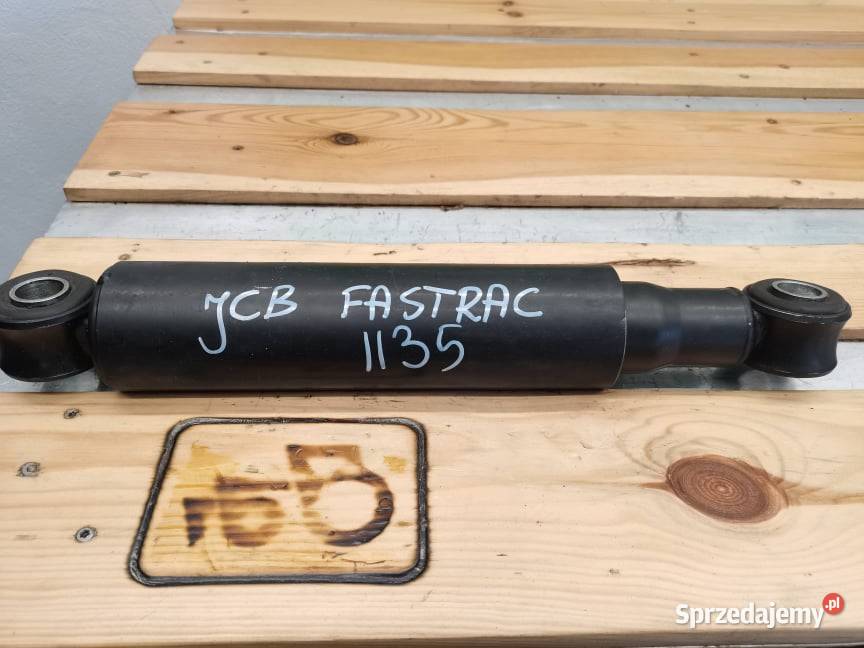 JCB FASTRAC
1135
Sprzedajemy.pl